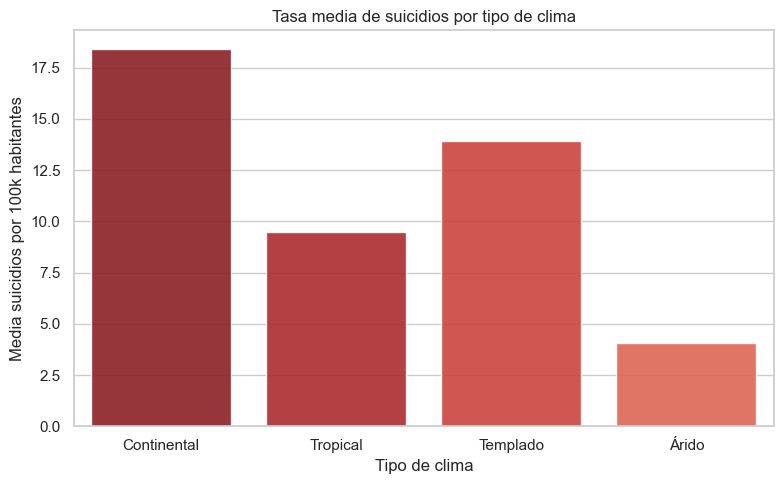 Tasa media de suicidios por tipo de clima
Media suicidios por 100k habitantes
17.5
15.0
12.5
10.0
7.5
5.0
2.5
0.0
Continental
Tropical
Templado
Árido
Tipo de clima